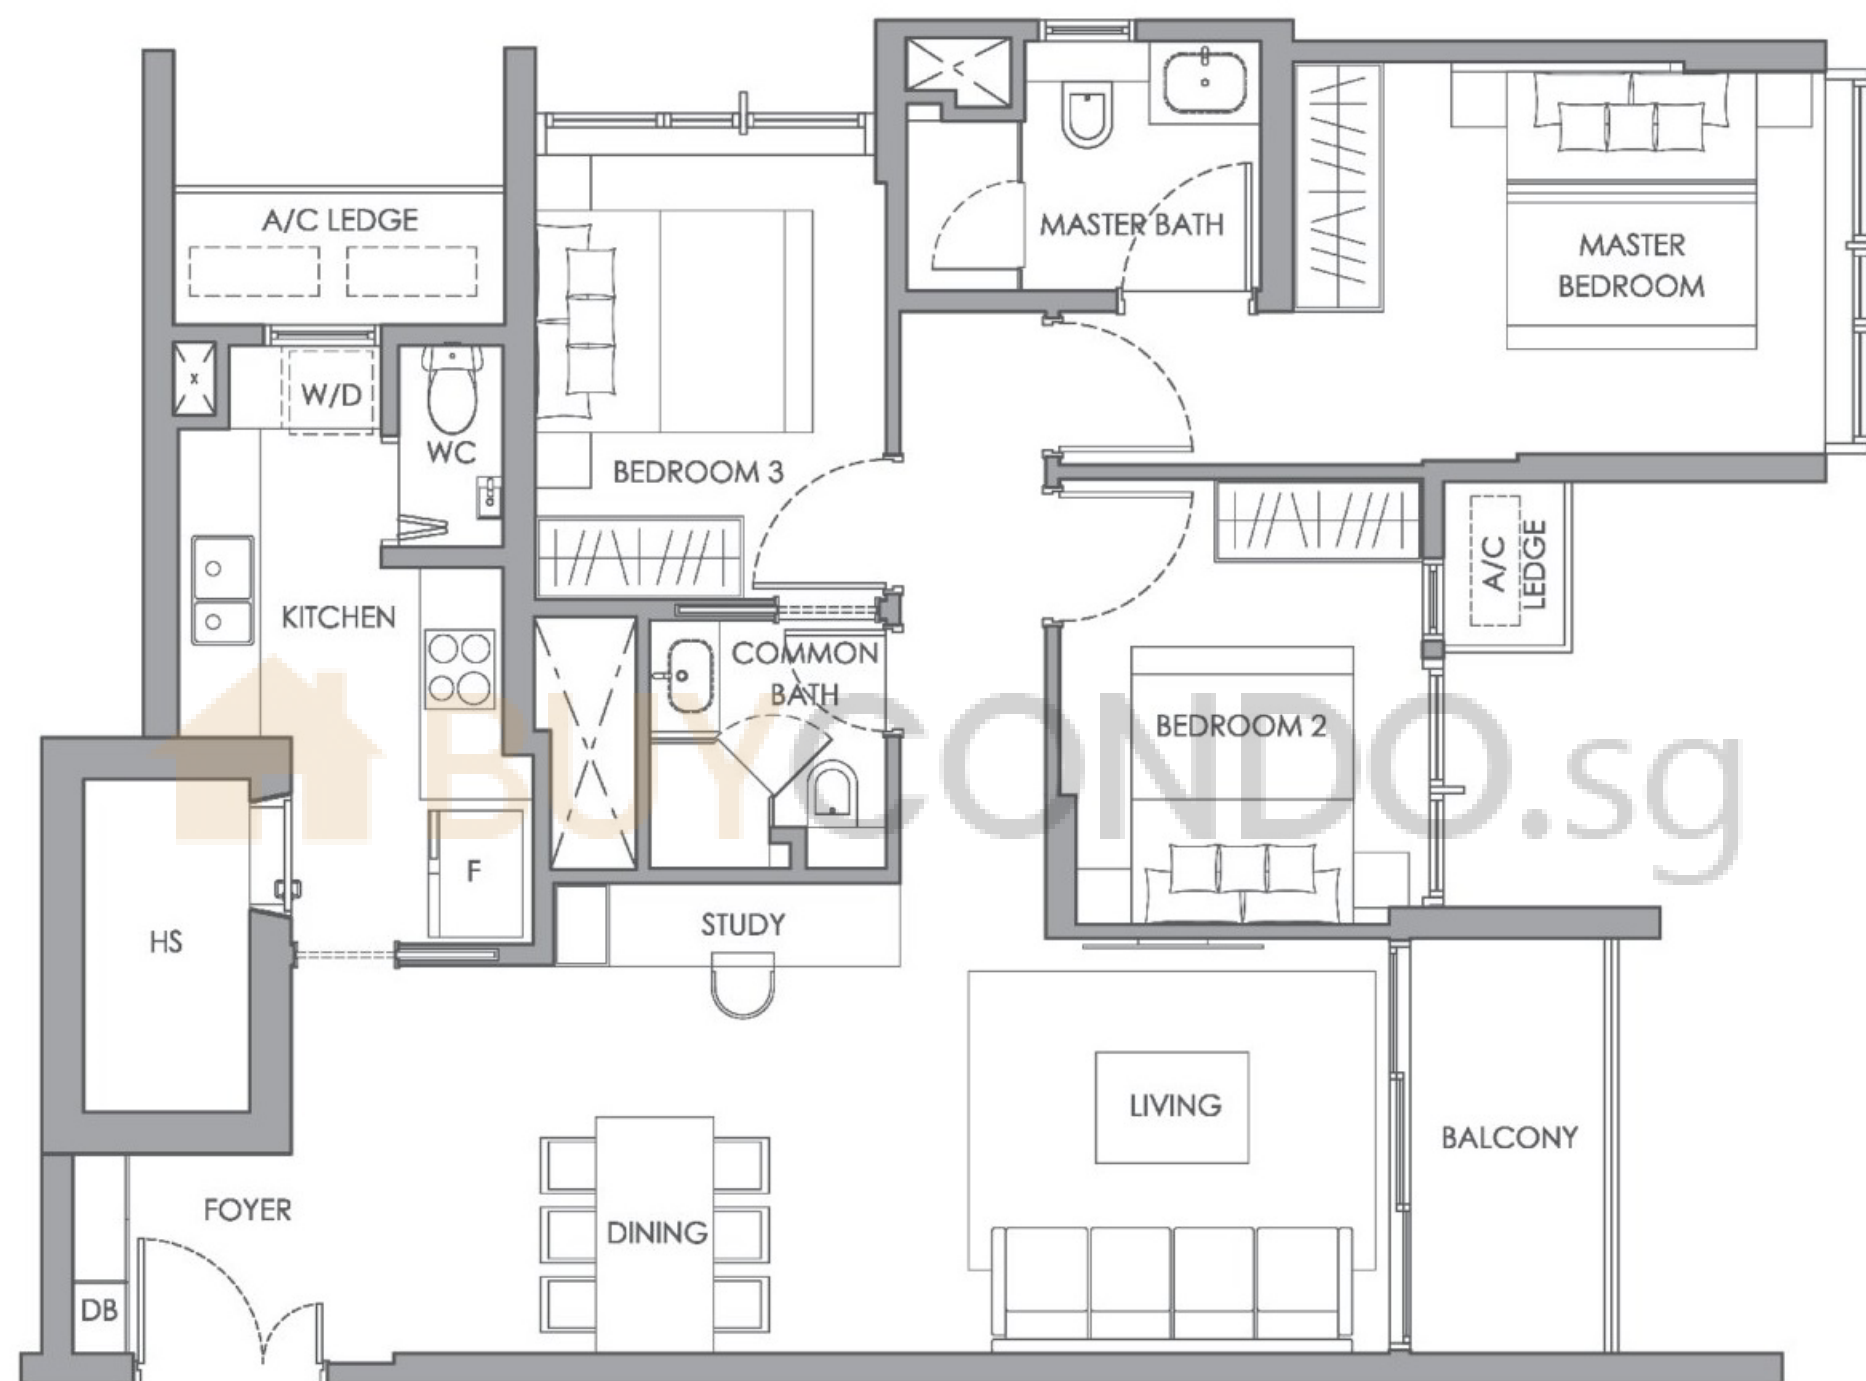 A/C LEDGE
MASTER BATH
MASTER
BEDROOM
W/D
WC
BEDROOM 3
A/C
LEDGE
KITCHEN
COMMON
BATH
BEDROOM 2
BUYCONDO.sg
F
STUDY
HS
LIVING
BALCONY
FOYER
DINING
DB